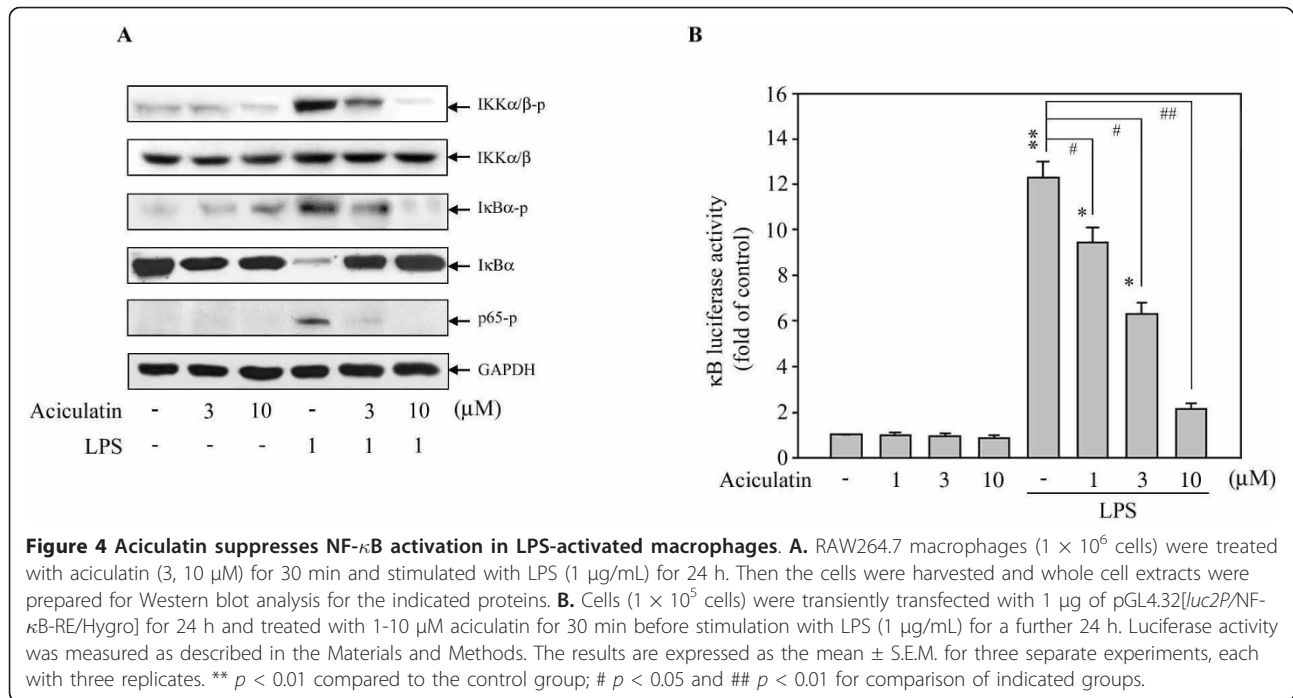 A
IKKα/β-p
IKKα/β
IκBα-p
IκBα
p65-p
GAPDH
Aciculatin - 3 10 - 3 10 (μM)
LPS - - - 1 1 1
B
κB luciferase activity
(fold of control)
16
14
12
10
8
6
4
2
0
**
*
*
#
#
##
Aciculatin - 1 3 10 - 1 3 10 (μM)
LPS
Figure 4 Aciculatin suppresses NF-κB activation in LPS-activated macrophages. A. RAW264.7 macrophages (1 × 10⁶ cells) were treated
with aciculatin (3, 10 μM) for 30 min and stimulated with LPS (1 μg/mL) for 24 h. Then the cells were harvested and whole cell extracts were
prepared for Western blot analysis for the indicated proteins. B. Cells (1 × 10⁵ cells) were transiently transfected with 1 μg of pGL4.32[luc2P/NF-
κB-RE/Hygro] for 24 h and treated with 1-10 μM aciculatin for 30 min before stimulation with LPS (1 μg/mL) for a further 24 h. Luciferase activity
was measured as described in the Materials and Methods. The results are expressed as the mean ± S.E.M. for three separate experiments, each
with three replicates. ** p < 0.01 compared to the control group; # p < 0.05 and ## p < 0.01 for comparison of indicated groups.